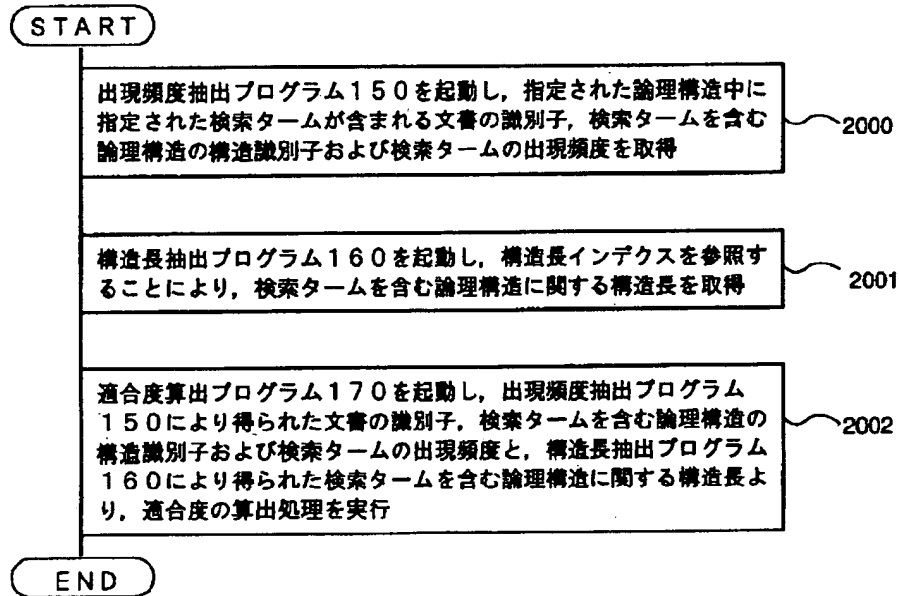 START
出現頻度抽出プログラム150を起動し，指定された論理構造中に
指定された検索タームが含まれる文書の識別子，検索タームを含む
論理構造の構造識別子および検索タームの出現頻度を取得
2000
構造長抽出プログラム160を起動し，構造長インデクスを参照す
ることにより，検索タームを含む論理構造に関する構造長を取得
2001
適合度算出プログラム170を起動し，出現頻度抽出プログラム
150により得られた文書の識別子，検索タームを含む論理構造の
構造識別子および検索タームの出現頻度と，構造長抽出プログラム
160により得られた検索タームを含む論理構造に関する構造長よ
り，適合度の算出処理を実行
2002
END